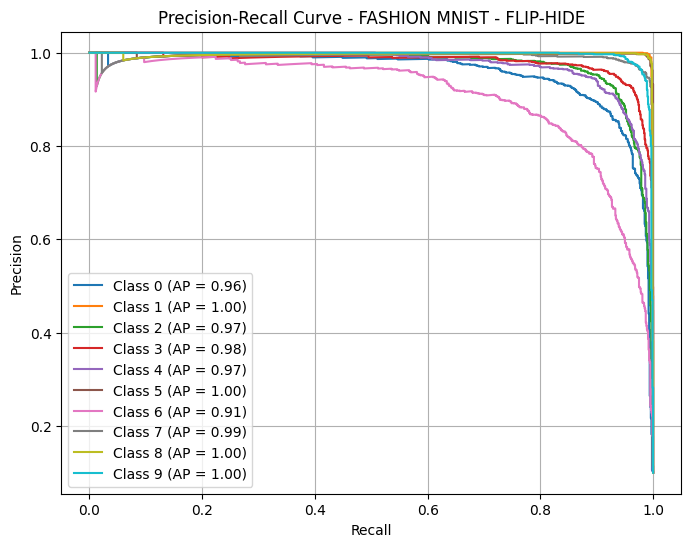 Precision-Recall Curve - FASHION MNIST - FLIP-HIDE
1.0
0.8
0.6
0.4
0.2
Precision
Class 0 (AP = 0.96)
Class 1 (AP = 1.00)
Class 2 (AP = 0.97)
Class 3 (AP = 0.98)
Class 4 (AP = 0.97)
Class 5 (AP = 1.00)
Class 6 (AP = 0.91)
Class 7 (AP = 0.99)
Class 8 (AP = 1.00)
Class 9 (AP = 1.00)
0.0 0.2 0.4 0.6 0.8 1.0
Recall